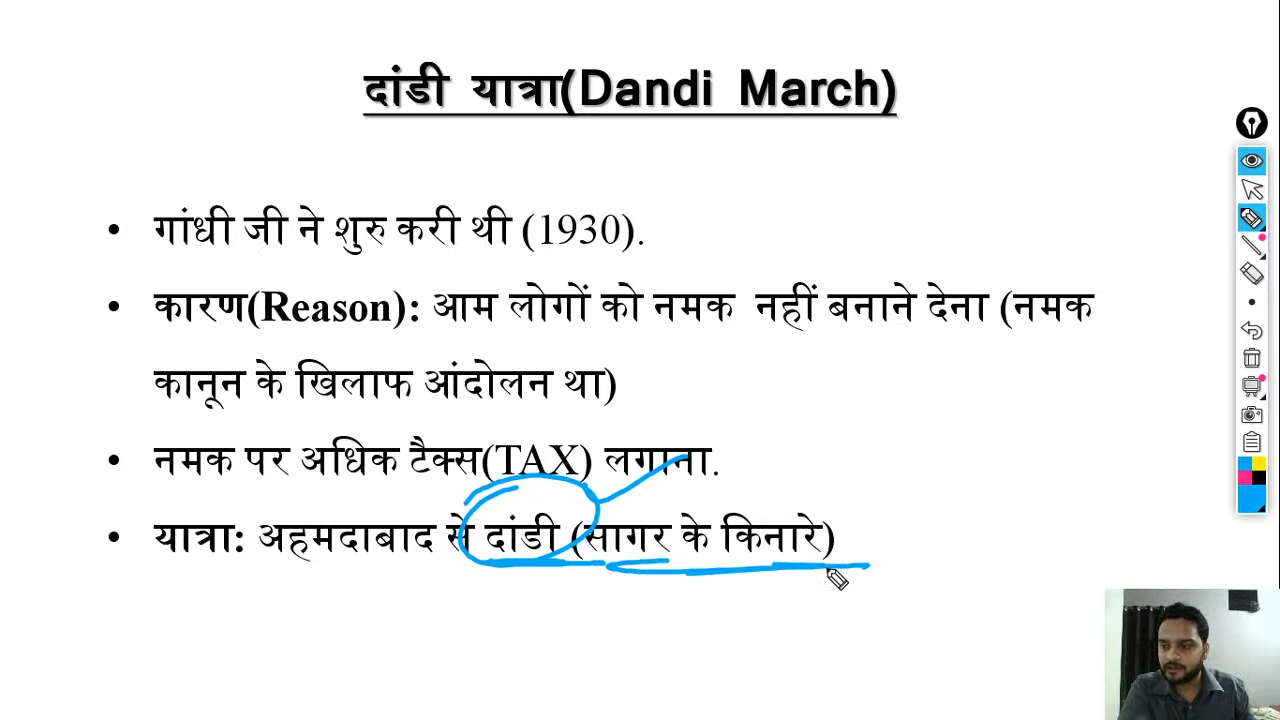 दांडी यात्रा(Dandi March)
• गांधी जी ने शुरु करी थी (1930).
• कारण(Reason): आम लोगों को नमक नहीं बनाने देना (नमक
कानून के खिलाफ आंदोलन था)
• नमक पर अधिक टैक्स(TAX) लगाना.
• यात्रा: अहमदाबाद से दांडी (सागर के किनारे)